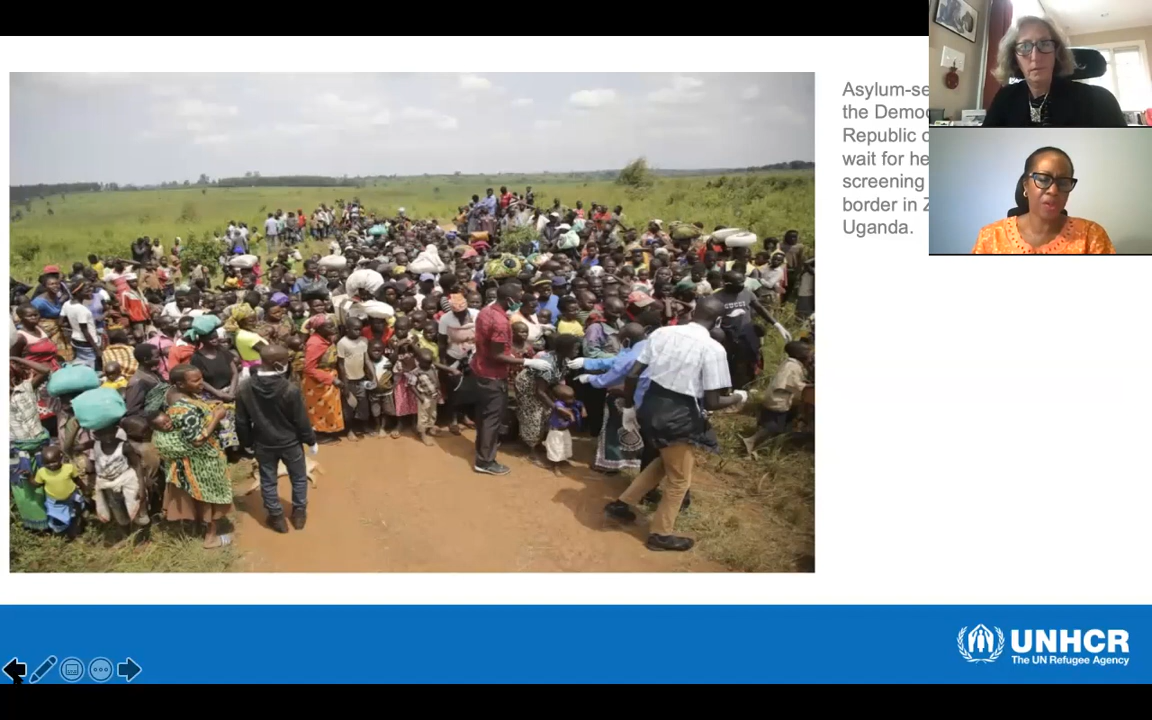 Asylum-se
the Democ
Republic o
wait for he
screening
border in Z
Uganda.
UNHCR
The UN Refugee Agency